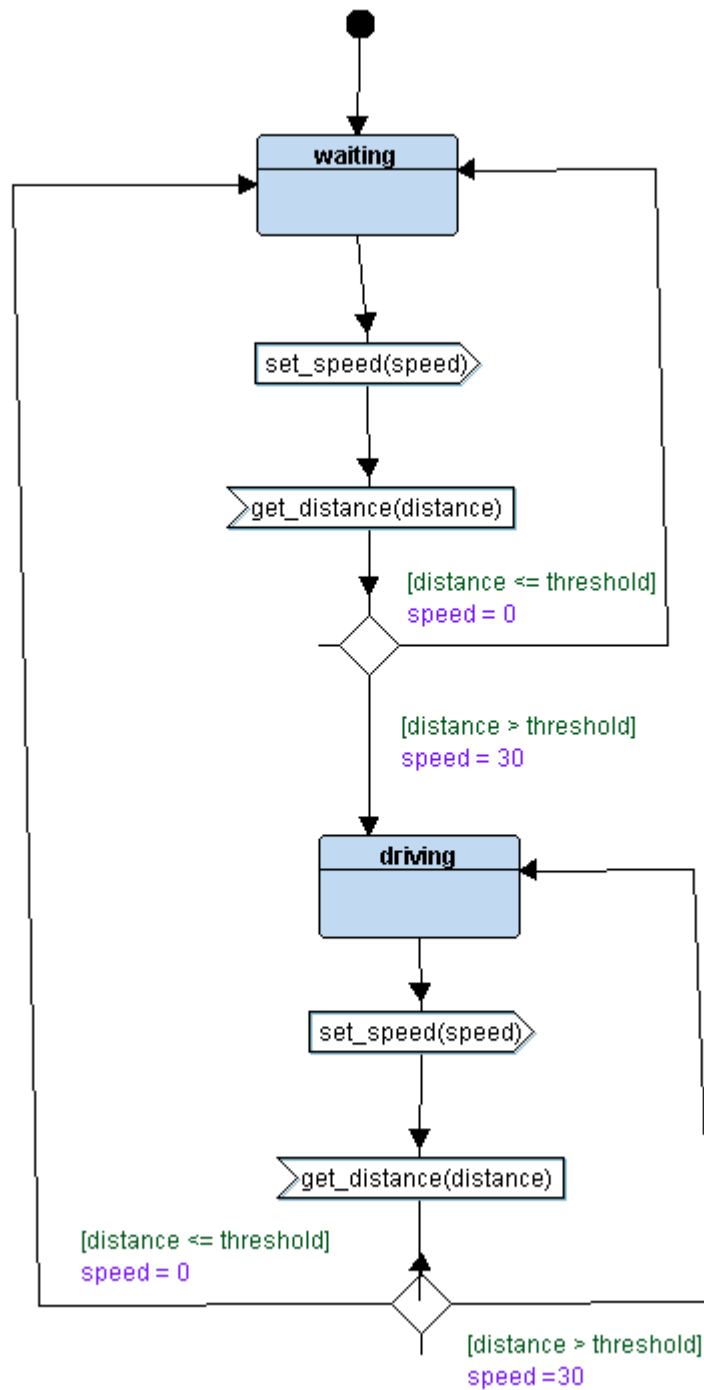 waiting
set_speed(speed)
get_distance(distance)
[distance <= threshold]
speed = 0
[distance > threshold]
speed = 30
driving
set_speed(speed)
get_distance(distance)
[distance <= threshold]
speed = 0
[distance > threshold]
speed =30